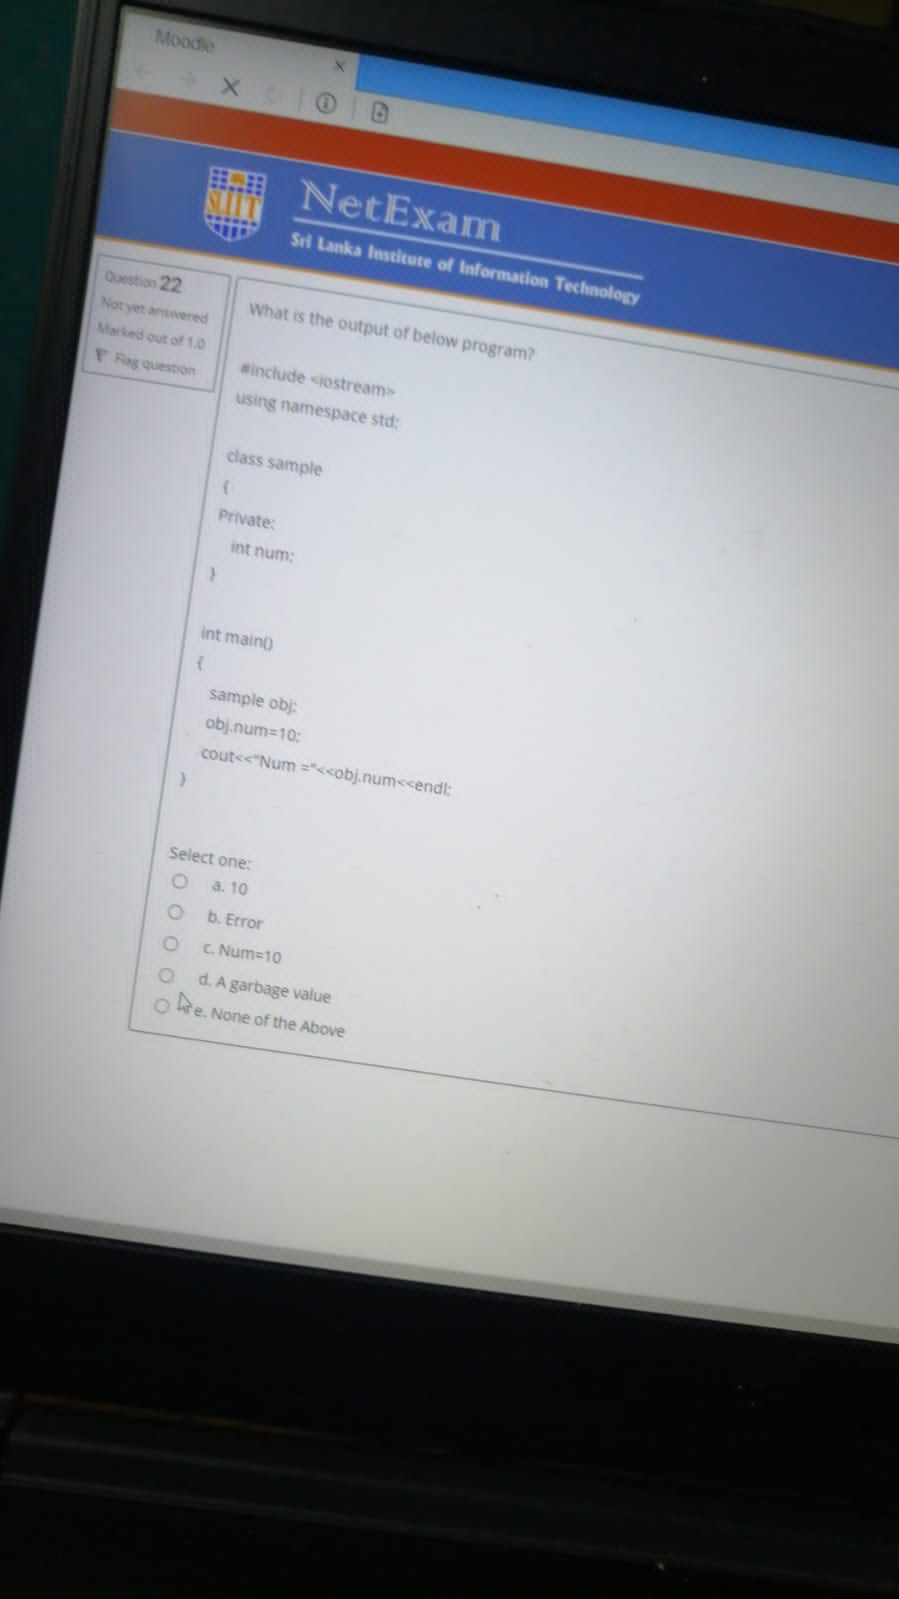 Moodle
SLIIT
NetExam
Sri Lanka Institute of Information Technology
Question 22
Not yet answered
Marked out of 1.0
Flag question
What is the output of below program?
#include <iostream>
using namespace std;
class sample
{
Private:
int num;
}
int main()
{
sample obj;
obj.num=10;
cout<<"Num ="<<obj.num<<endl;
}
Select one:
a. 10
b. Error
c. Num=10
d. A garbage value
e. None of the Above